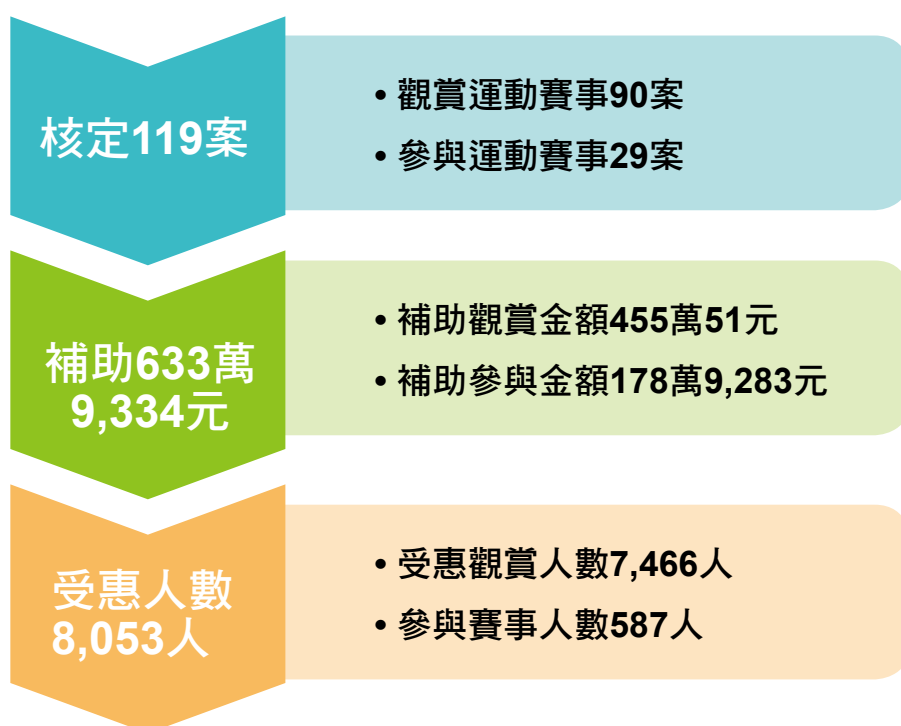 核定119案
• 觀賞運動賽事90案
• 參與運動賽事29案
補助633萬
9,334元
• 補助觀賞金額455萬51元
• 補助參與金額178萬9,283元
受惠人數
8,053人
• 受惠觀賞人數7,466人
• 參與賽事人數587人